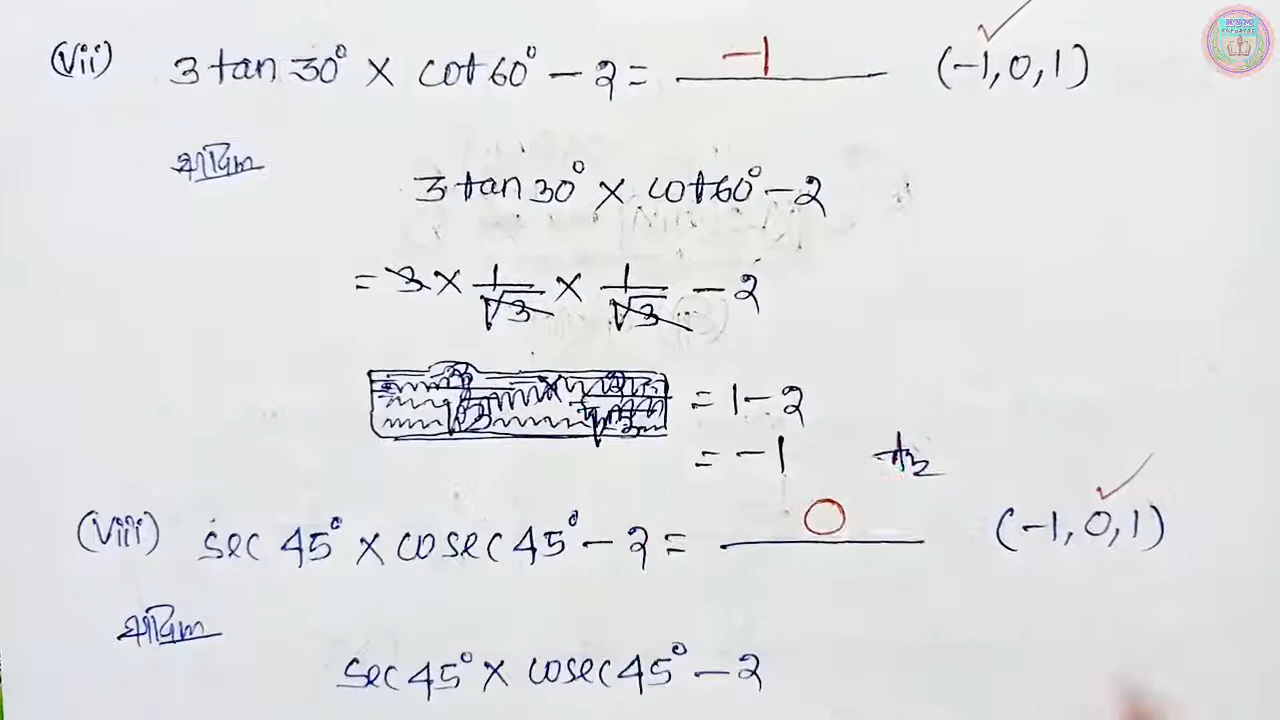 (vii) 3 tan 30° × cot 60° - 2 = -1 (-1, 0, 1)
3 tan 30° × cot 60° - 2
= 3 × 1/√3 × 1/√3 - 2
= 1 - 2
= -1
(viii) sec 45° × cosec 45° - 2 = 0 (-1, 0, 1)
sec 45° × cosec 45° - 2